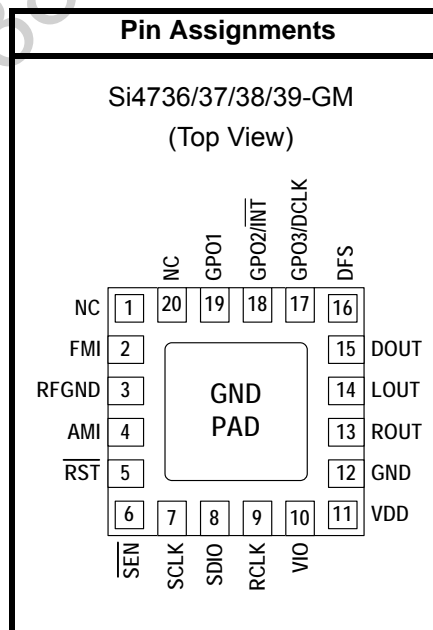 Pin Assignments
Si4736/37/38/39-GM
(Top View)
NC
GPO1
GPO2/INT
GPO3/DCLK
DFS
NC 1 20 19 18 17 16
FMI 2 15 DOUT
RFGND 3 14 LOUT
GND
PAD
AMI 4 13 ROUT
RST 5 12 GND
6 7 8 9 10 11 VDD
SEN
SCLK
SDIO
RCLK
VIO